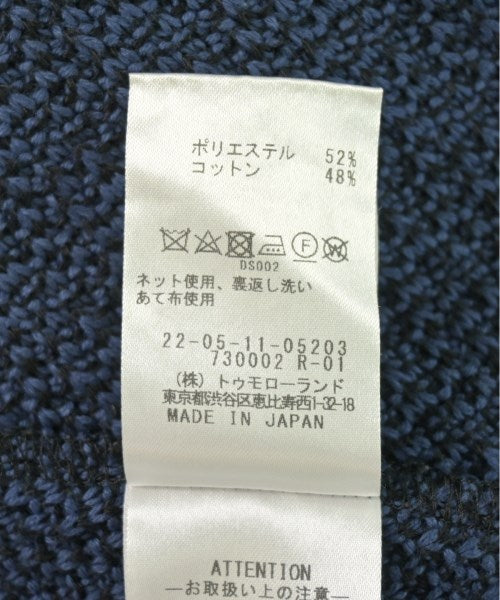 ポリエステル 52%
コットン 48%
F W
DS002
ネット使用、裏返し洗い
あて布使用
22-05-11-05203
730002 R-01
(株)トゥモローランド
東京都渋谷区恵比寿西1-32-18
MADE IN JAPAN
ATTENTION
―お取扱い上の注意―